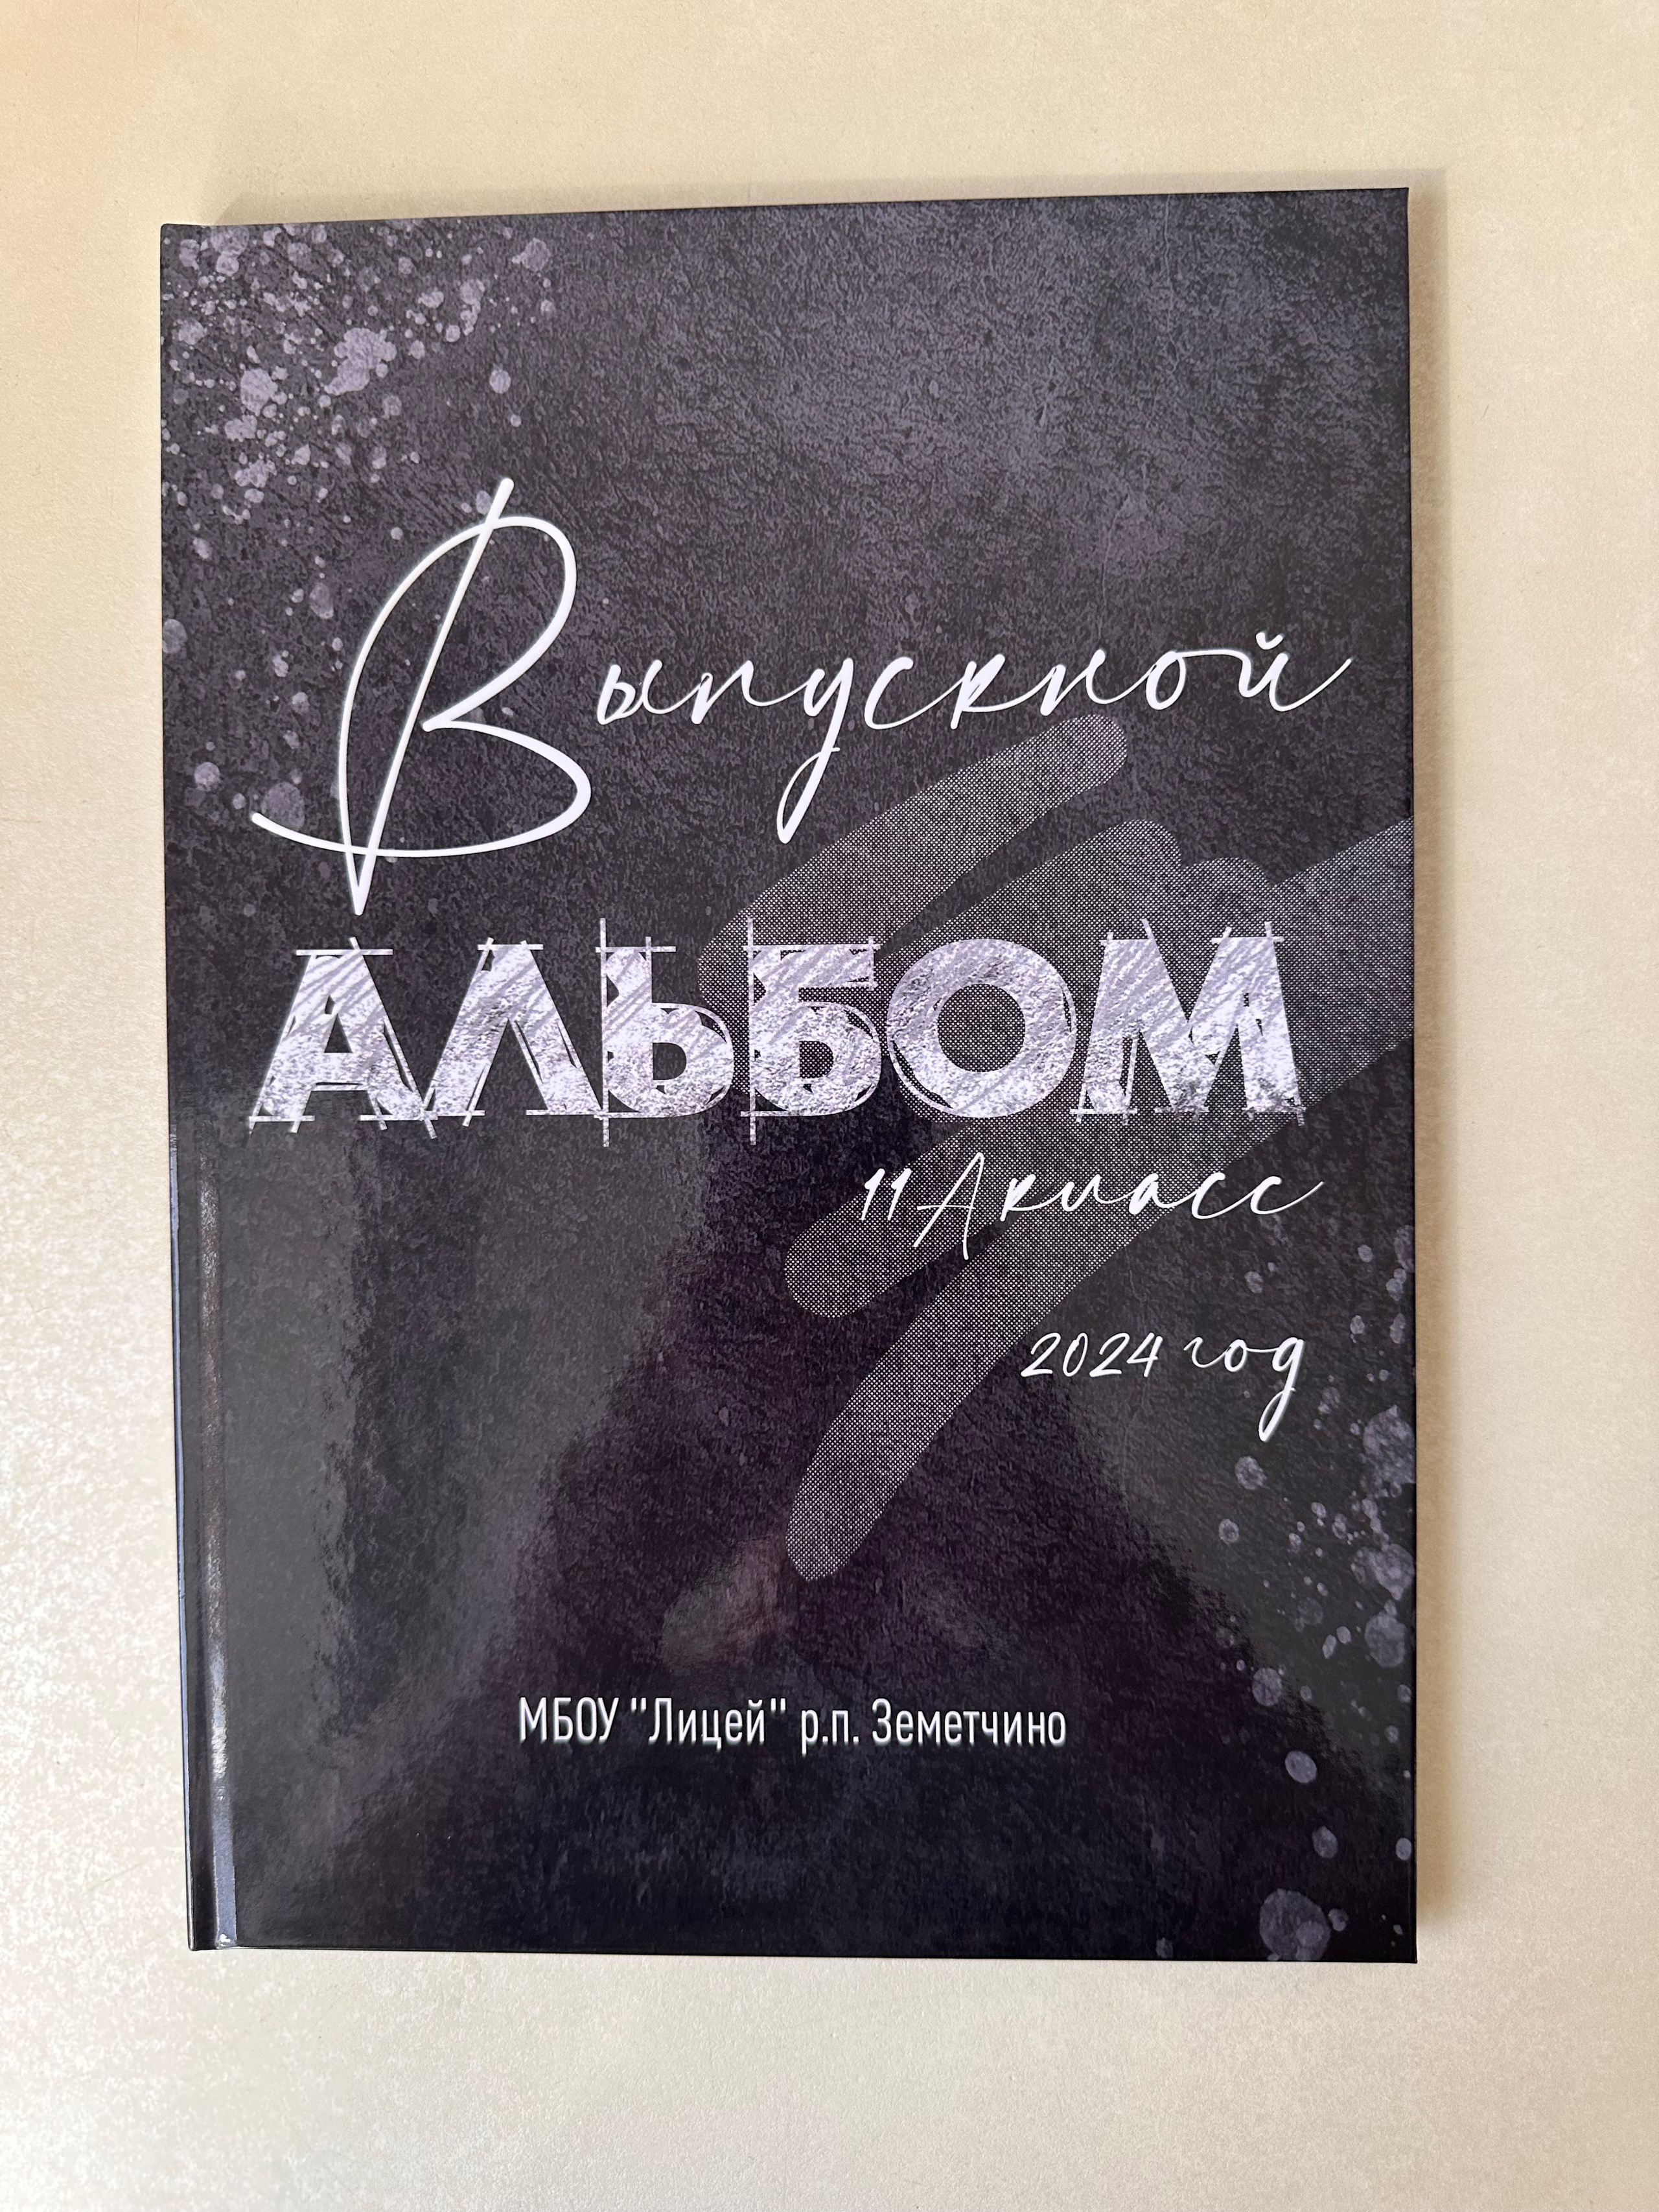 Выпускной
АЛЬБОМ
11 А класс
2024 год
МБОУ "Лицей" р.п. Земетчино